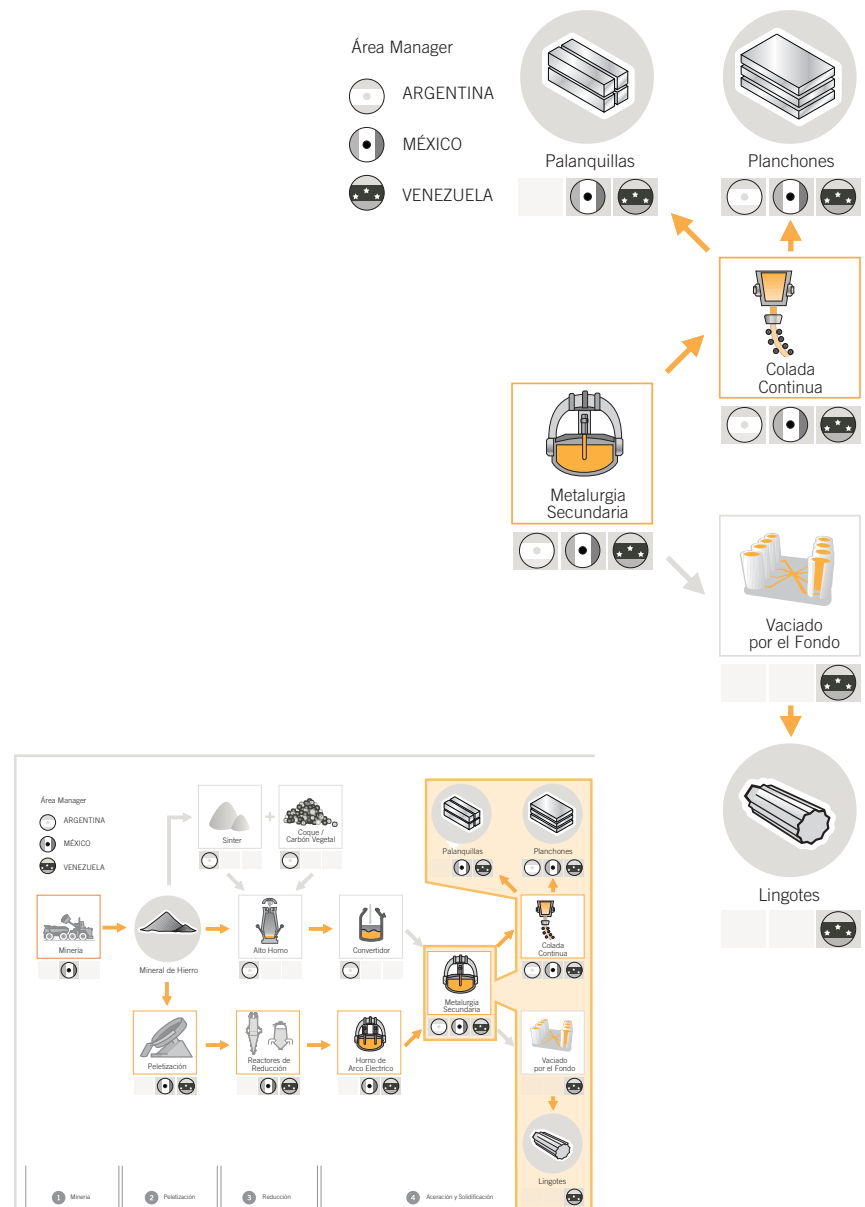 Área Manager
ARGENTINA
MÉXICO
VENEZUELA
Palanquillas
Planchones
Colada
Continua
Metalurgia
Secundaria
Vaciado
por el Fondo
Lingotes
Área Manager
ARGENTINA
MÉXICO
VENEZUELA
Sinter
+
Coque /
Carbón Vegetal
Palanquillas
Planchones
Minería
Mineral de Hierro
Alto Horno
Convertidor
Colada
Continua
Metalurgia
Secundaria
Peletización
Reactores de
Reducción
Horno de
Arco Electrico
Vaciado
por el Fondo
Lingotes
1 Minería
2 Peletización
3 Reducción
4 Aceración y Solidificación